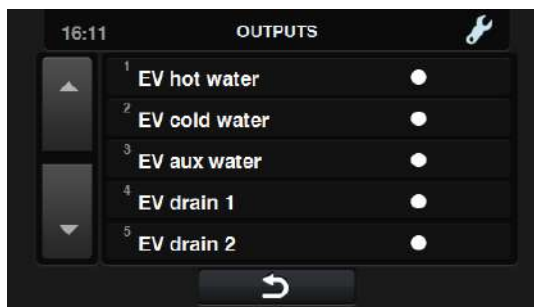 16:11 OUTPUTS
1 EV hot water
2 EV cold water
3 EV aux water
4 EV drain 1
5 EV drain 2